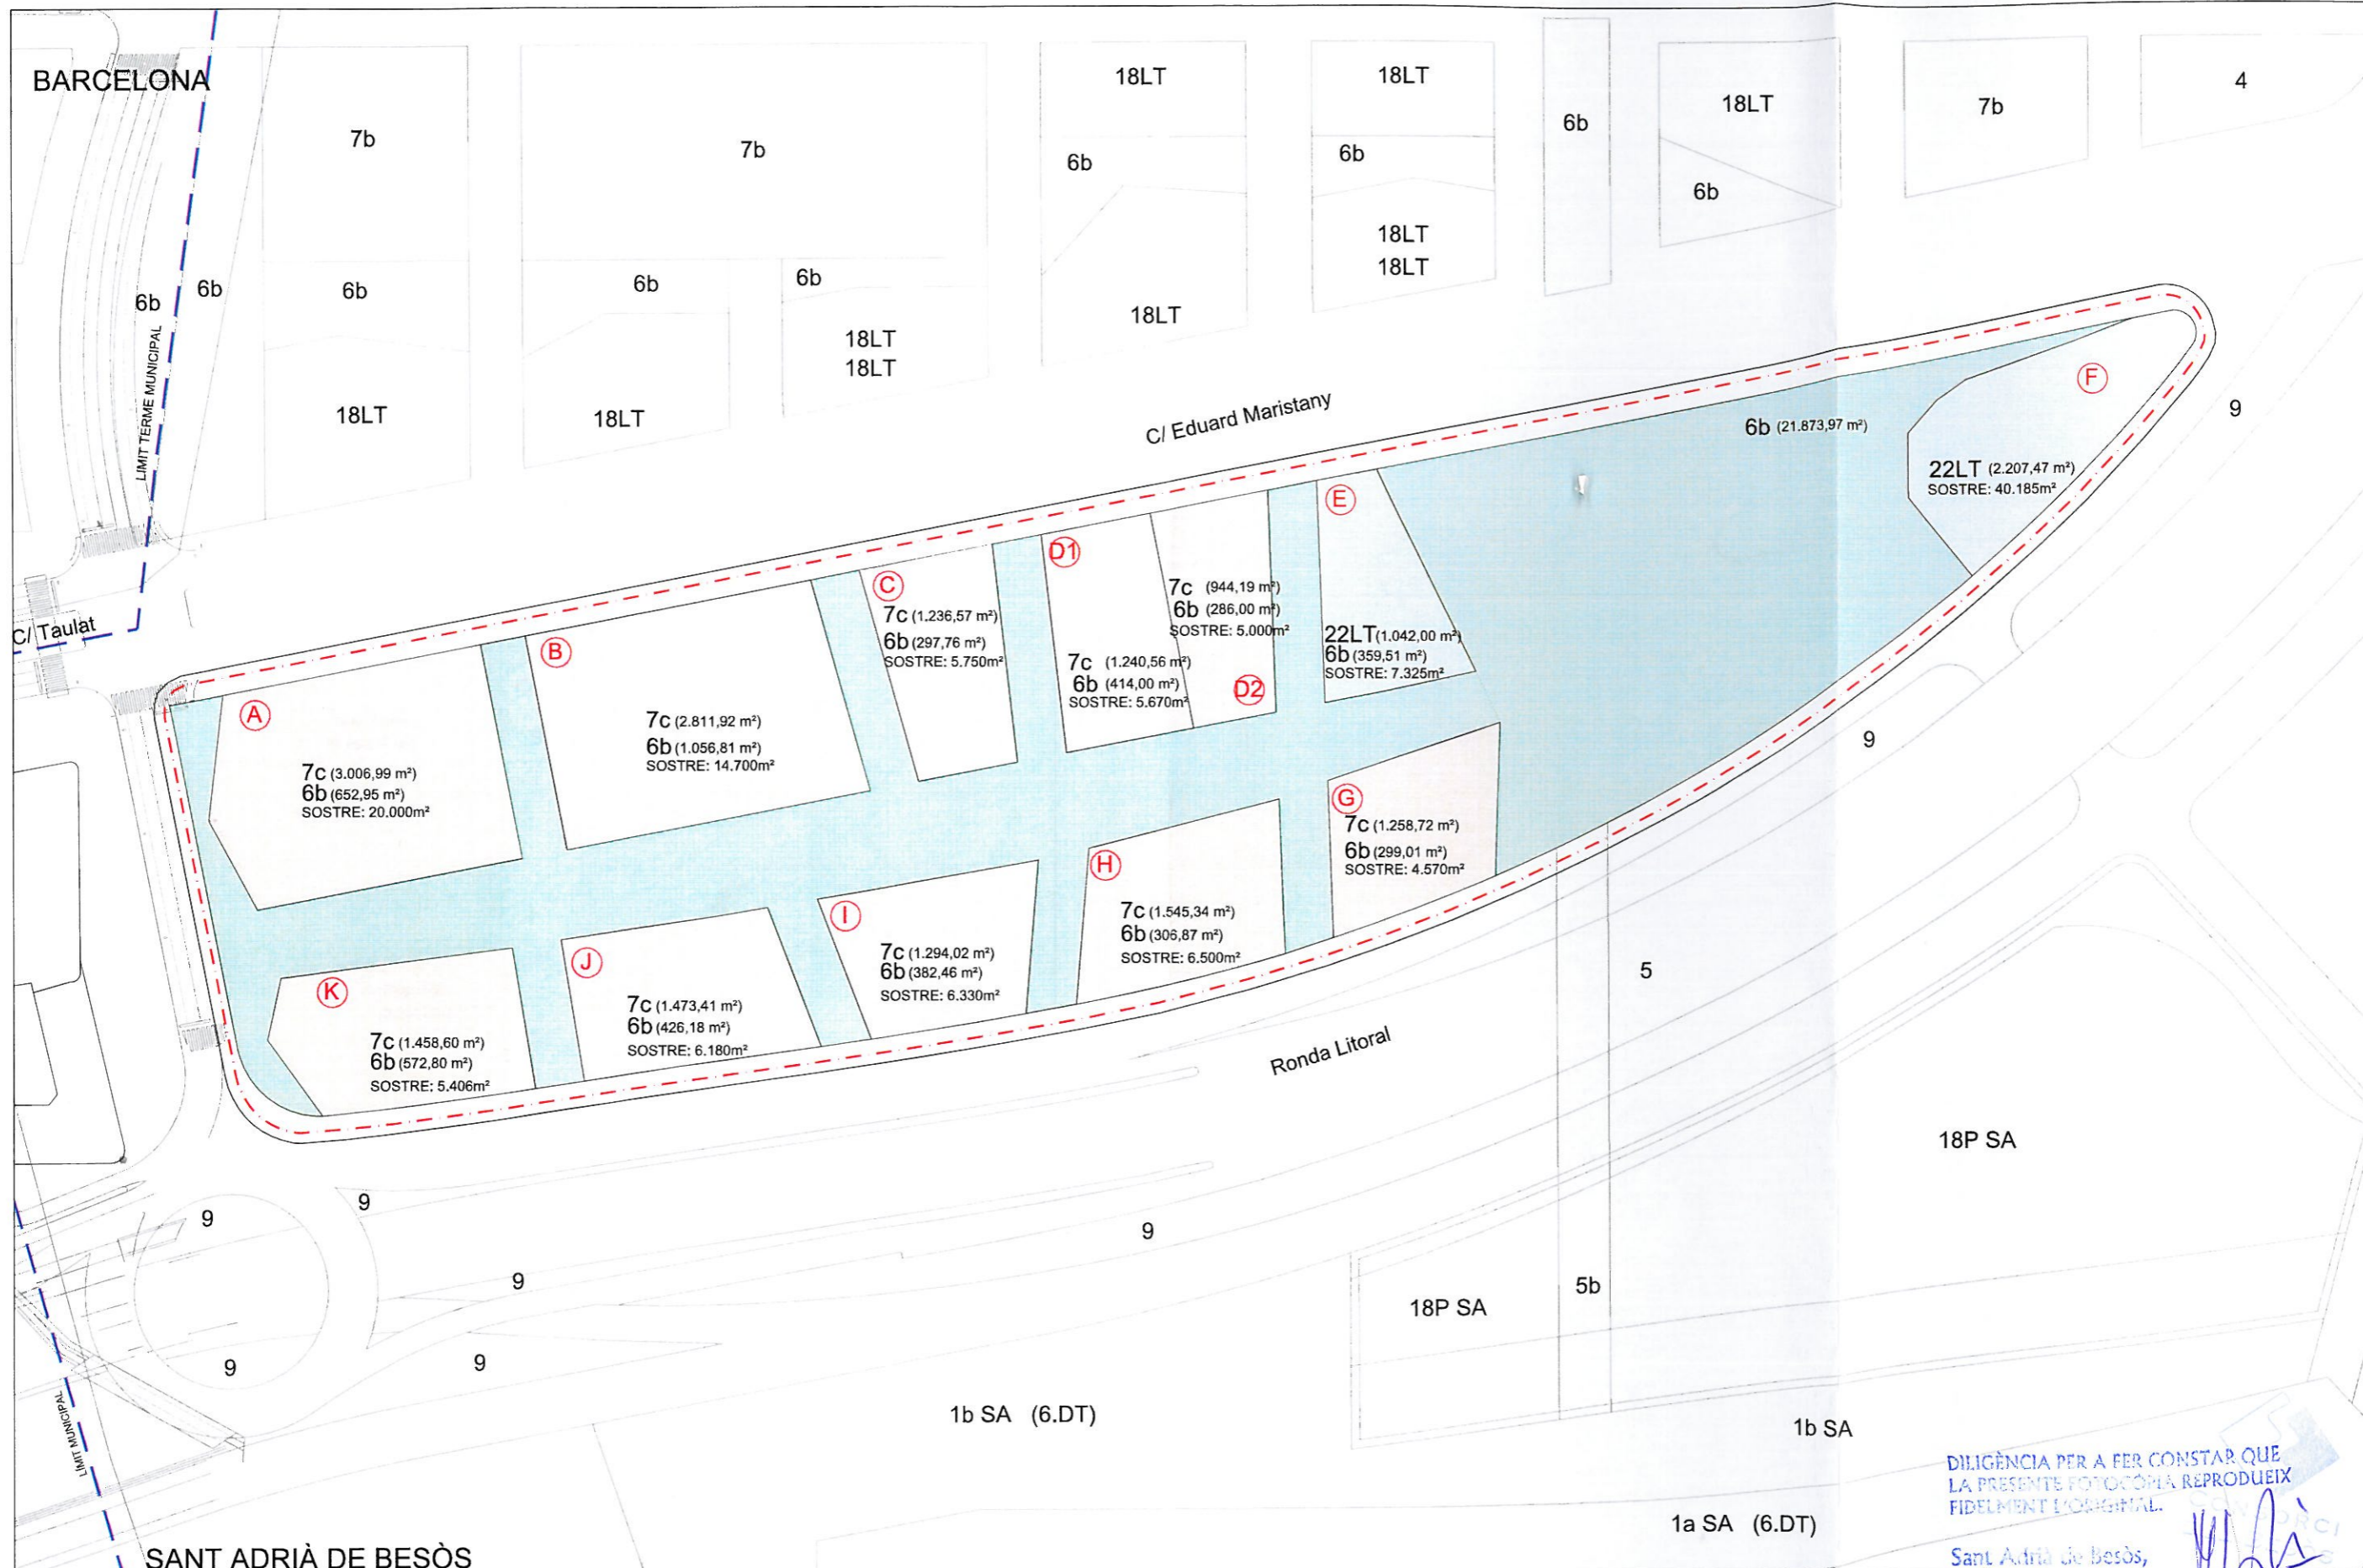 BARCELONA
7b
7b
18LT
18LT
6b
18LT
7b
4
6b
6b
6b
6b
6b
6b
6b
6b
18LT
18LT
18LT
18LT
18LT
18LT
18LT
LIMIT TERME MUNICIPAL
C/ Eduard Maristany
C/ Taulat
A
7c (3.006,99 m²)
6b (652,95 m²)
SOSTRE: 20.000m²
B
7c (2.811,92 m²)
6b (1.056,81 m²)
SOSTRE: 14.700m²
C
7c (1.236,57 m²)
6b (297,76 m²)
SOSTRE: 5.750m²
D1
7c (1.240,56 m²)
6b (414,00 m²)
SOSTRE: 5.670m²
7c (944,19 m²)
6b (286,00 m²)
SOSTRE: 5.000m²
D2
E
22LT (1.042,00 m²)
6b (359,51 m²)
SOSTRE: 7.325m²
6b (21.873,97 m²)
F
22LT (2.207,47 m²)
SOSTRE: 40.185m²
9
9
G
7c (1.258,72 m²)
6b (299,01 m²)
SOSTRE: 4.570m²
H
7c (1.545,34 m²)
6b (306,87 m²)
SOSTRE: 6.500m²
I
7c (1.294,02 m²)
6b (382,46 m²)
SOSTRE: 6.330m²
J
7c (1.473,41 m²)
6b (426,18 m²)
SOSTRE: 6.180m²
K
7c (1.458,60 m²)
6b (572,80 m²)
SOSTRE: 5.406m²
5
Ronda Litoral
18P SA
9
9
9
9
18P SA
5b
9
9
LÍMIT MUNICIPAL
1b SA (6.DT)
1b SA
1a SA (6.DT)
SANT ADRIÀ DE BESÒS
DILIGÈNCIA PER A FER CONSTAR QUE
LA PRESENTE FOTOCÒPIA REPRODUEIX
FIDELMENT L'ORIGINAL.
Sant Adrià de Besòs,